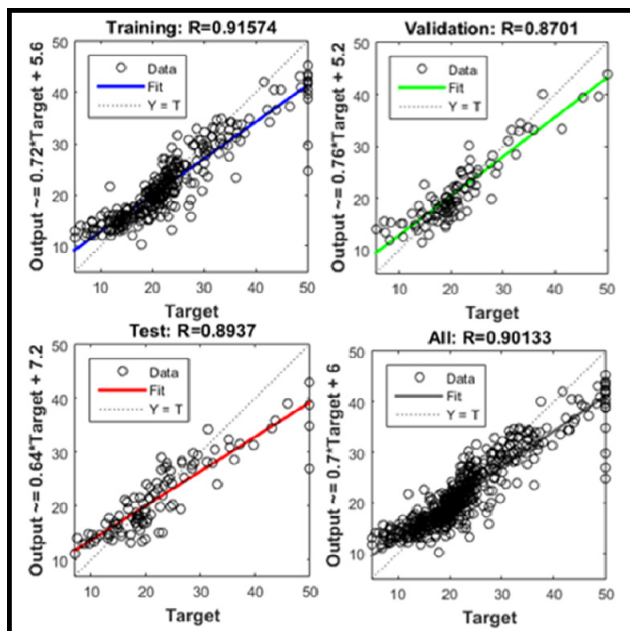 Training: R=0.91574
Output ~= 0.72*Target + 5.6
50
40
30
20
10
Data
Fit
Y = T
10 20 30 40 50
Target
Validation: R=0.8701
Output ~= 0.76*Target + 5.2
50
40
30
20
10
Data
Fit
Y = T
10 20 30 40 50
Target
Test: R=0.8937
Output ~= 0.64*Target + 7.2
50
40
30
20
10
Data
Fit
Y = T
10 20 30 40 50
Target
All: R=0.90133
Output ~= 0.7*Target + 6
50
40
30
20
10
Data
Fit
Y = T
10 20 30 40 50
Target